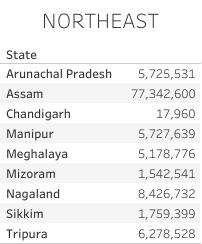 NORTHEAST
State
Arunachal Pradesh 5,725,531
Assam 77,342,600
Chandigarh 17,960
Manipur 5,727,639
Meghalaya 5,178,776
Mizoram 1,542,541
Nagaland 8,426,732
Sikkim 1,759,399
Tripura 6,278,528